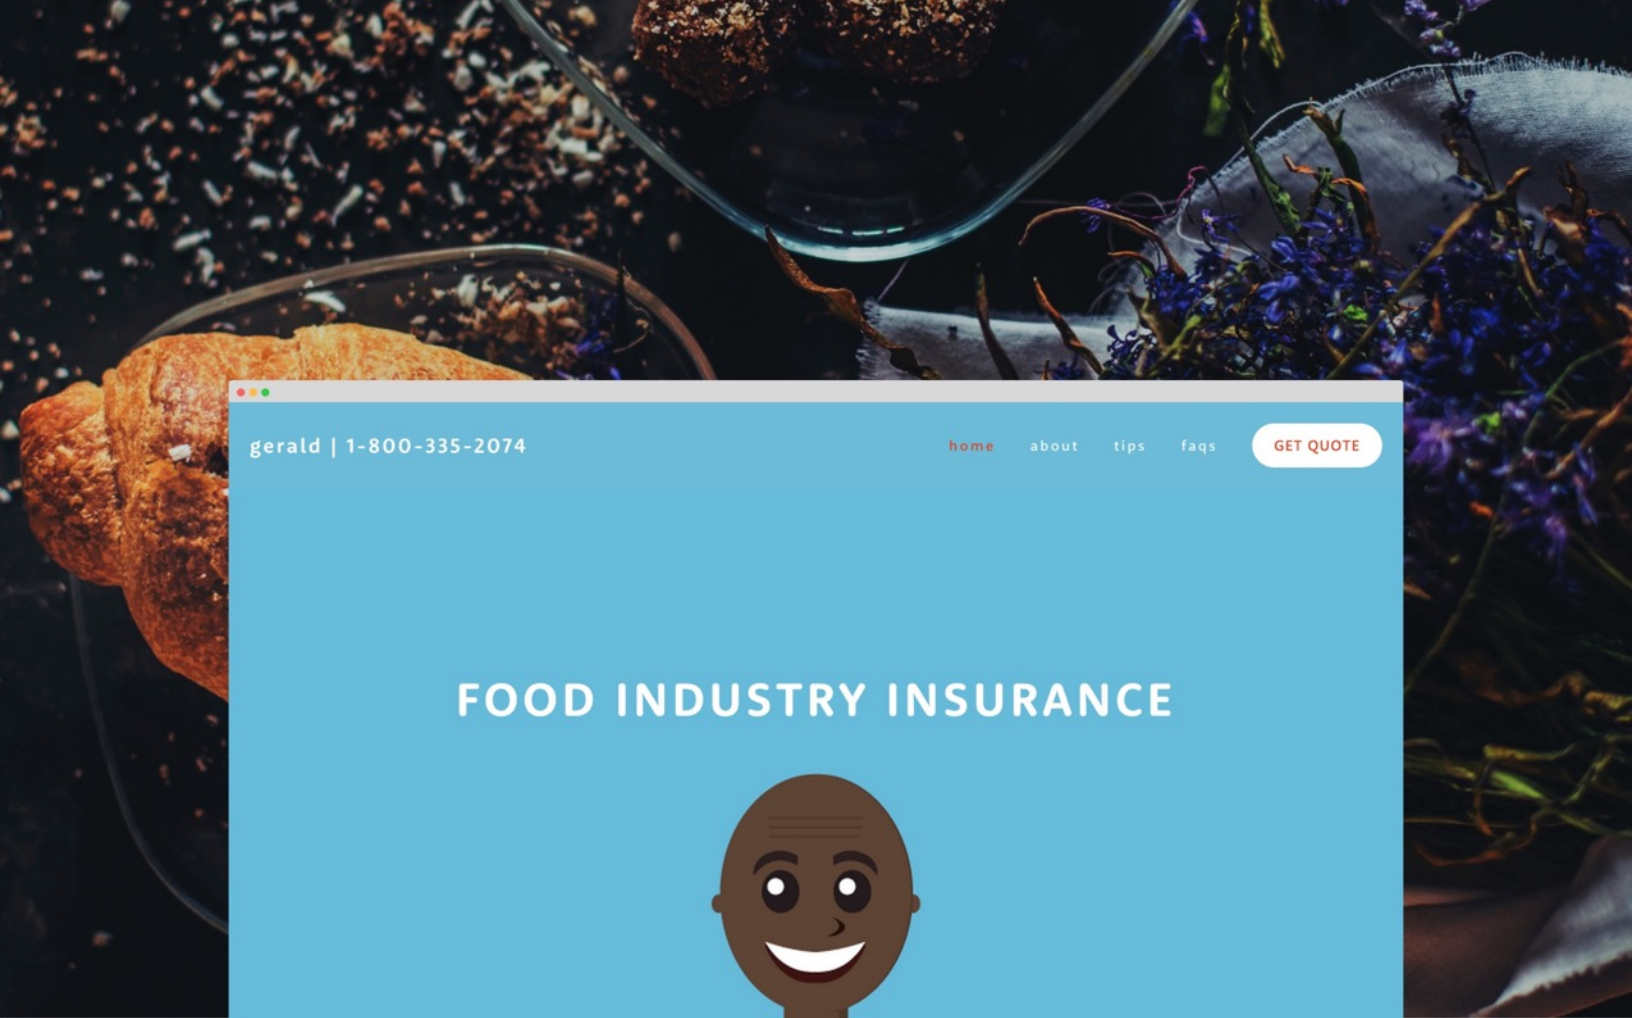 gerald | 1-800-335-2074
home about tips faqs GET QUOTE
FOOD INDUSTRY INSURANCE